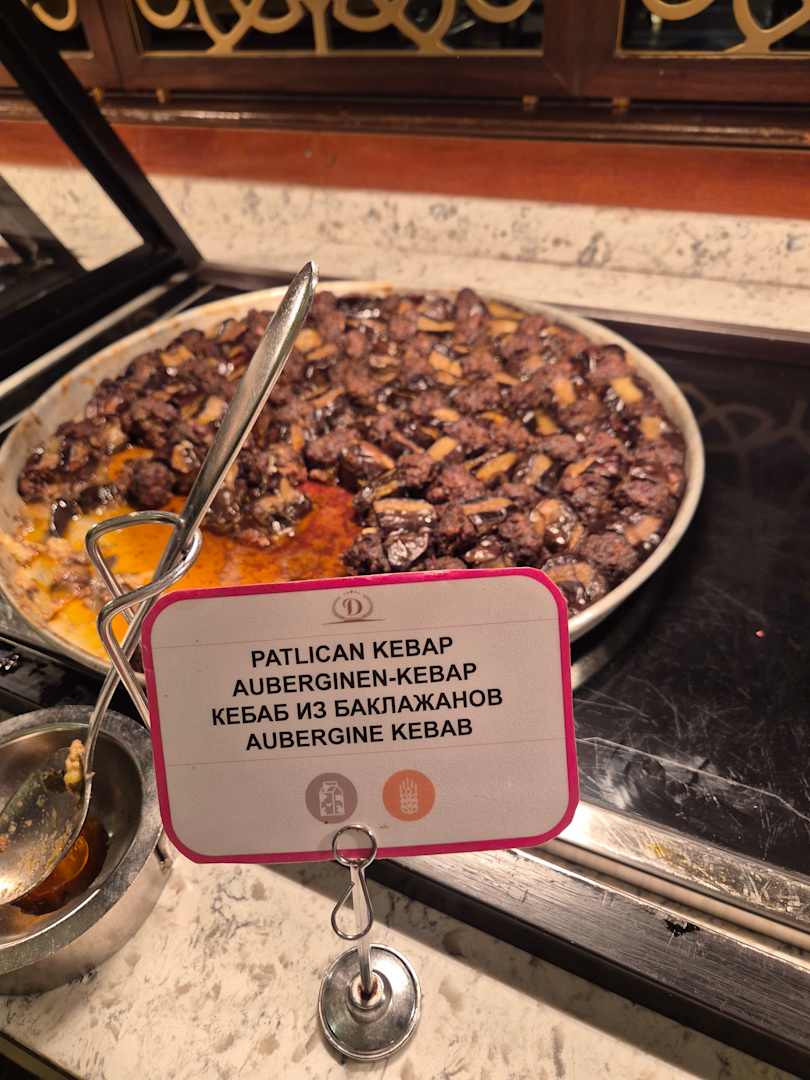 D
PATLICAN KEBAP
AUBERGINEN-KEBAP
КЕБАБ ИЗ БАКЛАЖАНОВ
AUBERGINE KEBAB